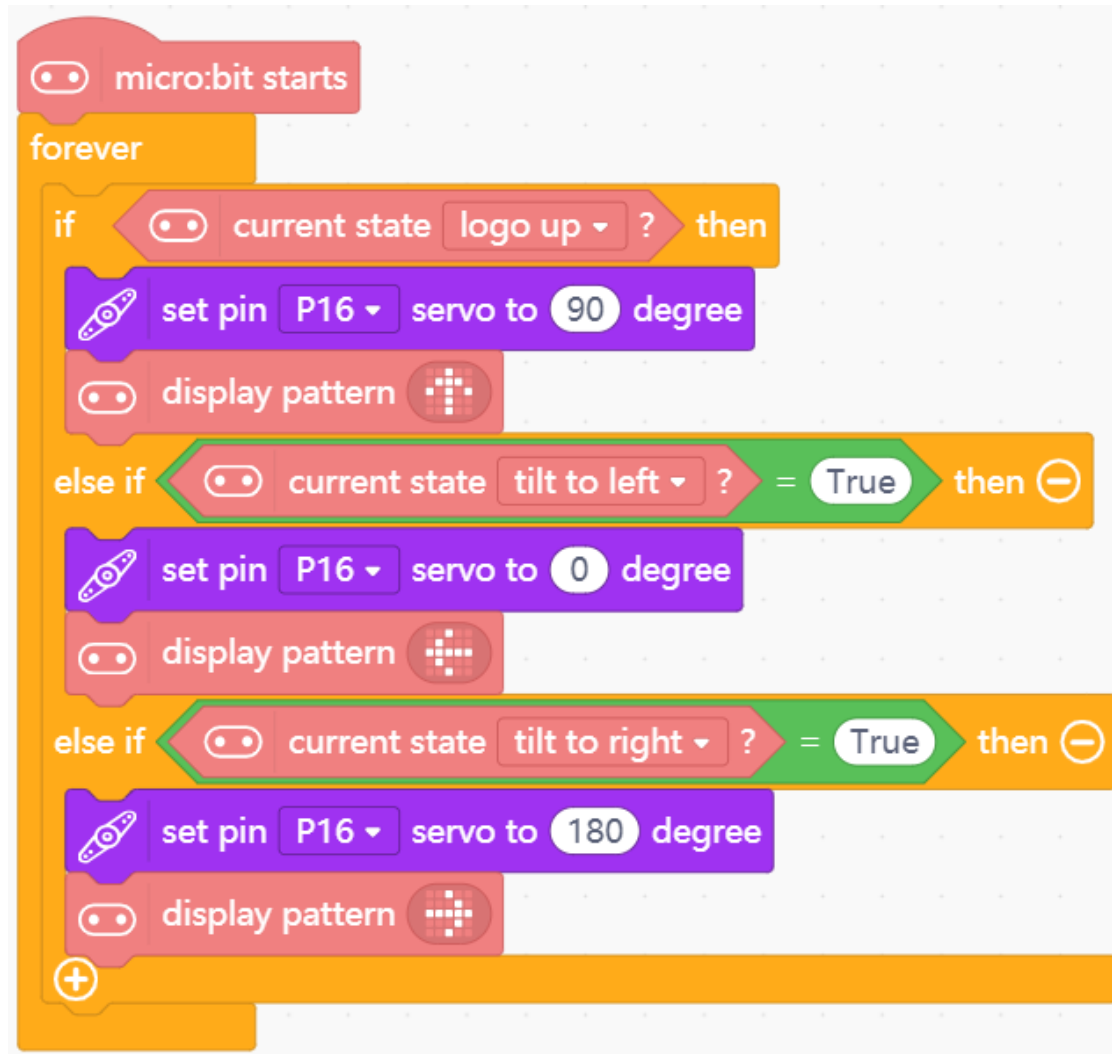 micro:bit starts
forever
if current state logo up ? then
set pin P16 servo to 90 degree
display pattern
else if current state tilt to left ? = True then
set pin P16 servo to 0 degree
display pattern
else if current state tilt to right ? = True then
set pin P16 servo to 180 degree
display pattern